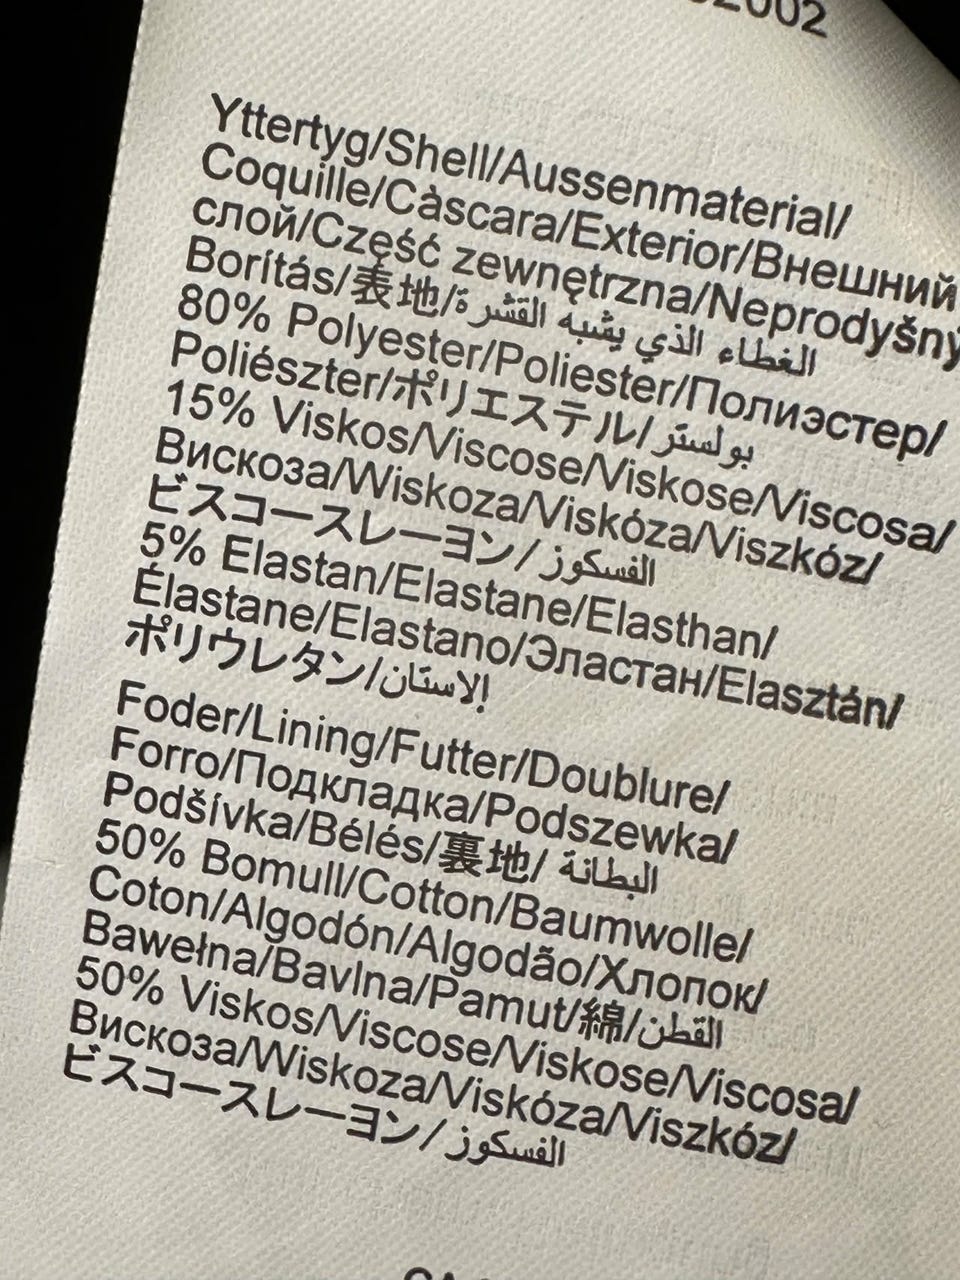 Yttertyg/Shell/Aussenmaterial/
Coquille/Càscara/Exterior/Внешний
слой/Część zewnętrzna/Neprodyšný
Borítás/表地/الغطاء الذي يشبه القشرة
80% Polyester/Poliester/Полиэстер/
Poliészter/ポリエステル/بولستر
15% Viskos/Viscose/Viskose/Viscosa/
Вискоза/Wiskoza/Viskóza/Viszkóz/
ビスコースレーヨン/الفسكوز
5% Elastan/Elastane/Elasthan/
Élastane/Elastano/Эластан/Elasztán/
ポリウレタン/إلاستان
Foder/Lining/Futter/Doublure/
Forro/Подкладка/Podszewka/
Podšívka/Bélés/裏地/ البطانة
50% Bomull/Cotton/Baumwolle/
Coton/Algodón/Algodão/Хлопок/
Bawełna/Bavlna/Pamut/綿/القطن
50% Viskos/Viscose/Viskose/Viscosa/
Вискоза/Wiskoza/Viskóza/Viszkóz/
ビスコースレーヨン/الفسكوز